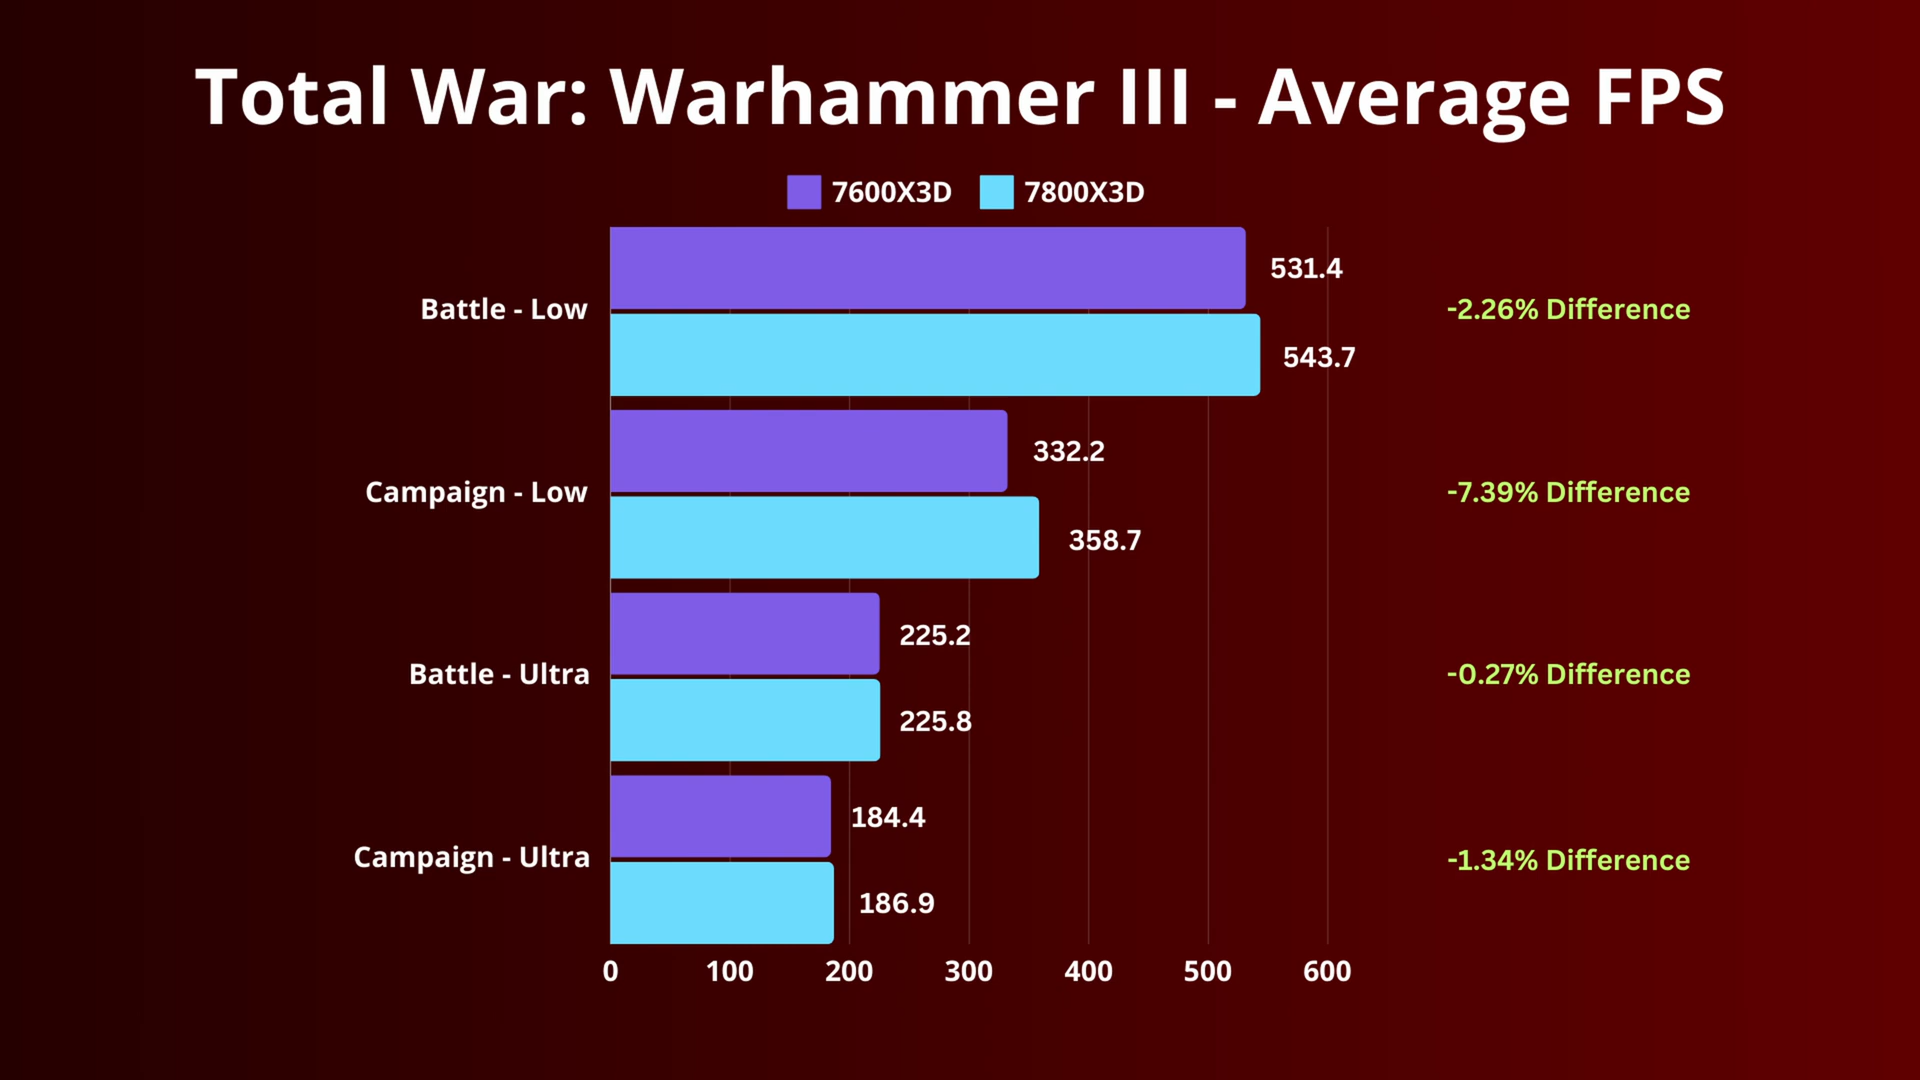 Total War: Warhammer III - Average FPS
7600X3D 7800X3D
531.4
Battle - Low -2.26% Difference
543.7
332.2
Campaign - Low -7.39% Difference
358.7
225.2
Battle - Ultra -0.27% Difference
225.8
184.4
Campaign - Ultra -1.34% Difference
186.9
0 100 200 300 400 500 600